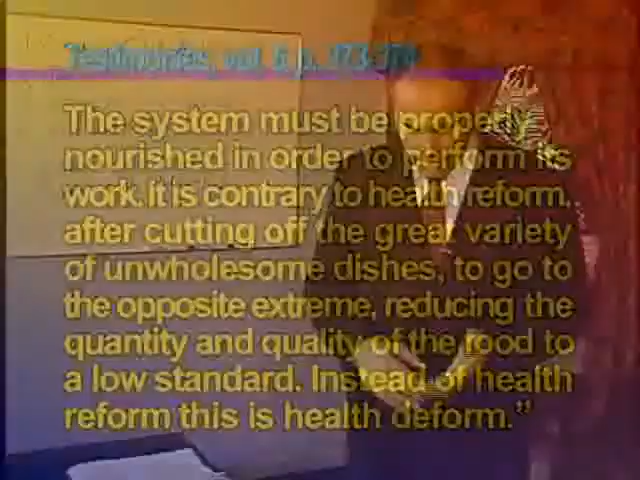 Testimonies, vol. 6, p. 373-374
The system must be properly
nourished in order to perform its
work. it is contrary to health reform,
after cutting off the great variety
of unwholesome dishes, to go to
the opposite extreme, reducing the
quantity and quality of the food to
a low standard. Instead of health
reform this is health deform.”